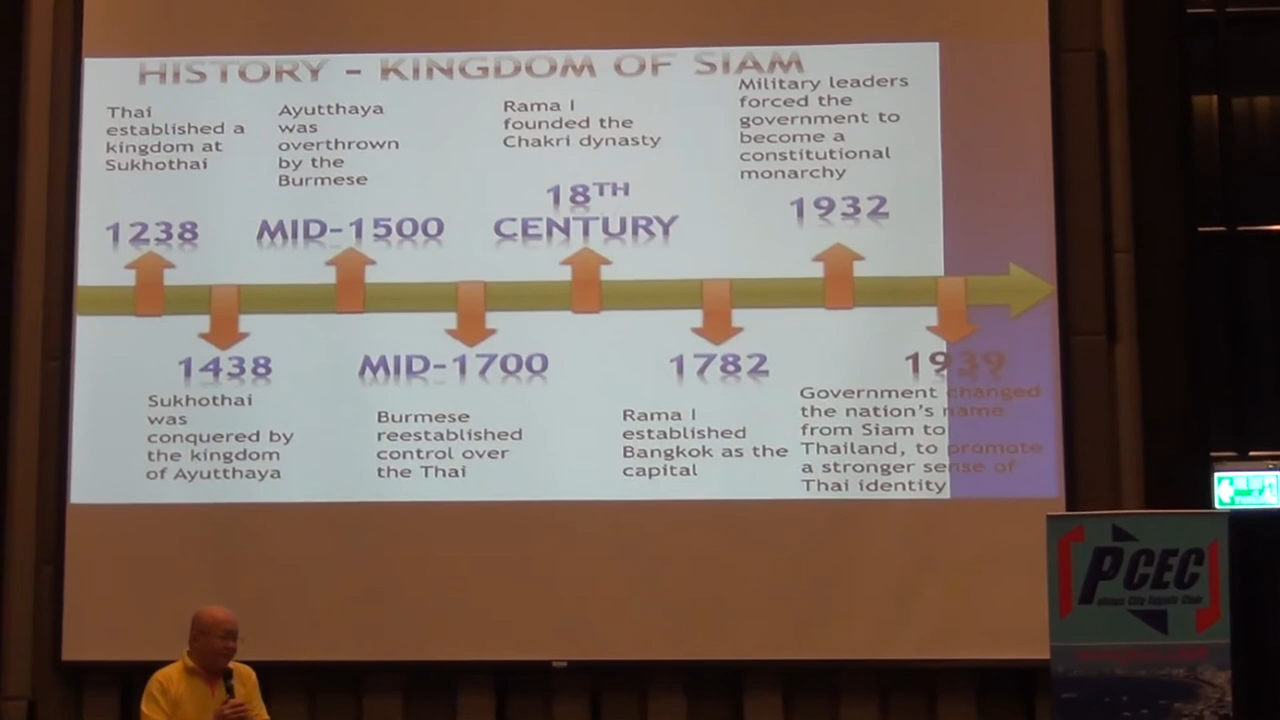 HISTORY - KINGDOM OF SIAM
Thai
established a
kingdom at
Sukhothai
1238
Ayutthaya
was
overthrown
by the
Burmese
MID-1500
Rama I
founded the
Chakri dynasty
18TH
CENTURY
Military leaders
forced the
government to
become a
constitutional
monarchy
1932
1438
Sukhothai
was
conquered by
the kingdom
of Ayutthaya
MID-1700
Burmese
reestablished
control over
the Thai
1782
Rama I
established
Bangkok as the
capital
1939
Government changed
the nation's name
from Siam to
Thailand, to promote
a stronger sense of
Thai identity
PCEC